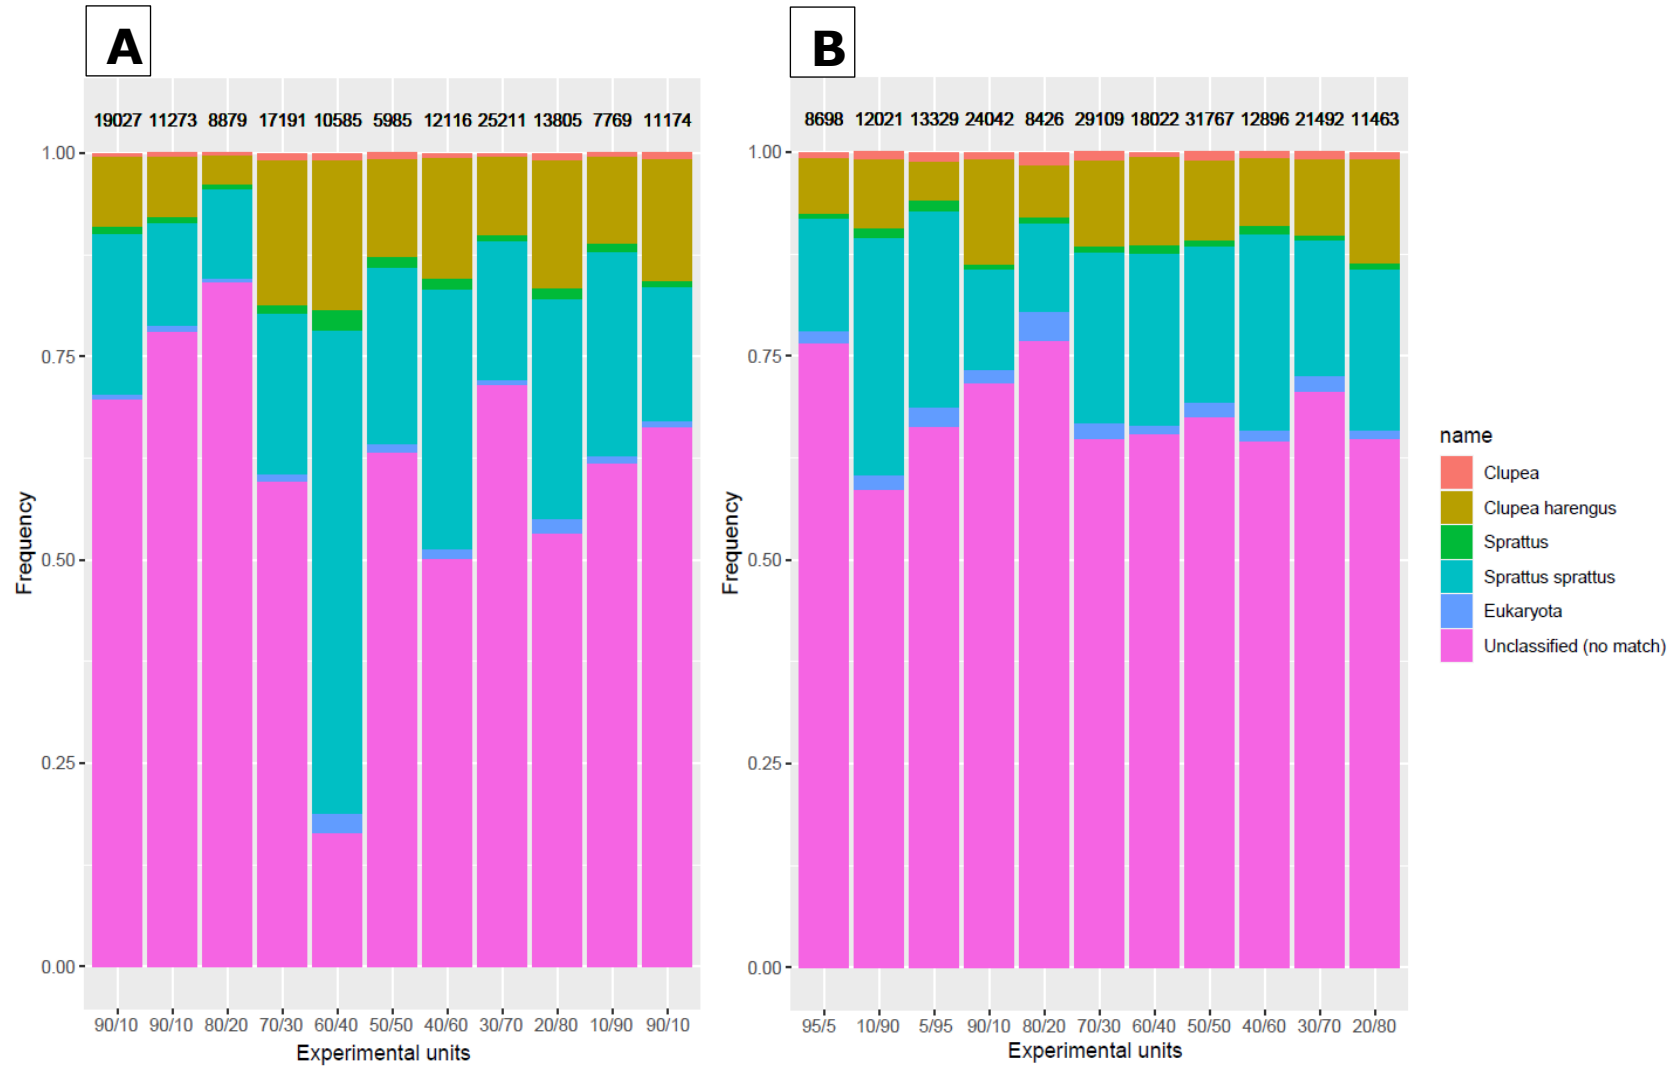 A
19027 11273 8879 17191 10585 5985 12116 25211 13805 7769 11174
1.00
0.75
0.50
0.25
0.00
Frequency
90/10 90/10 80/20 70/30 60/40 50/50 40/60 30/70 20/80 10/90 90/10
Experimental units
B
8698 12021 13329 24042 8426 29109 18022 31767 12896 21492 11463
1.00
0.75
0.50
0.25
0.00
Frequency
95/5 10/90 5/95 90/10 80/20 70/30 60/40 50/50 40/60 30/70 20/80
Experimental units
name
Clupea
Clupea harengus
Sprattus
Sprattus sprattus
Eukaryota
Unclassified (no match)